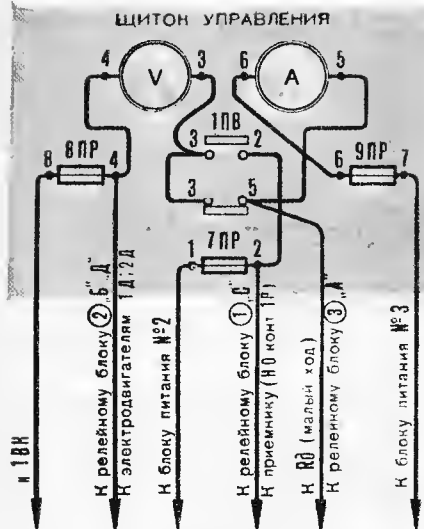 ЩИТОК УПРАВЛЕНИЯ
4 V 3 6 A 5
1ПВ
3 2
8 8ПР 4
6 9ПР 7
3 5
1 7ПР 2
К 1ВК
К релейному блоку ② „Б" „Д"
К электродвигателям 1Д; 2Д
К блоку питания №2
К релейному блоку ① „С"
К приемнику (НО конт 1Р)
К R0 (малый ход)
К релейному блоку ③ „А"
К блоку питания №3